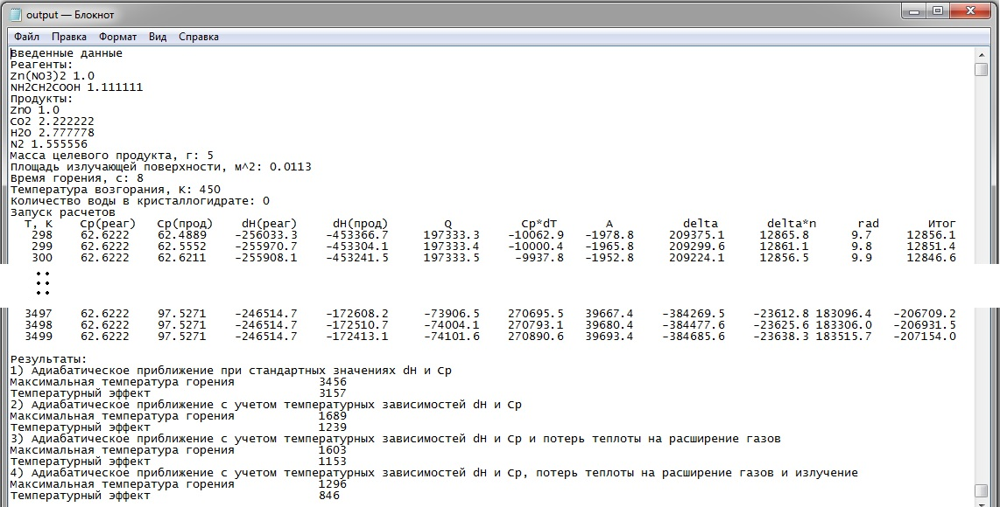 output — Блокнот
Файл Правка Формат Вид Справка
Введенные данные
Реагенты:
Zn(NO3)2 1.0
NH2CH2COOH 1.111111
Продукты:
ZnO 1.0
CO2 2.222222
H2O 2.777778
N2 1.555556
Масса целевого продукта, г: 5
Площадь излучающей поверхности, м^2: 0.0113
Время горения, с: 8
Температура возгорания, К: 450
Количество воды в кристаллогидрате: 0
Запуск расчетов
T, K Cp(реаг) Cp(прод) dH(реаг) dH(прод) Q Cp*dT A delta delta*n rad Итог
298 62.6222 62.4889 -256033.3 -453366.7 197333.3 -10062.9 -1978.8 209375.1 12865.8 9.7 12856.1
299 62.6222 62.5552 -255970.7 -453304.1 197333.4 -10000.4 -1965.8 209299.6 12861.1 9.8 12851.4
300 62.6222 62.6211 -255908.1 -453241.5 197333.5 -9937.8 -1952.8 209224.1 12856.5 9.9 12846.6
3497 62.6222 97.5271 -246514.7 -172608.2 -73906.5 270695.5 39667.4 -384269.5 -23612.8 183096.4 -206709.2
3498 62.6222 97.5271 -246514.7 -172510.7 -74004.1 270793.1 39680.4 -384477.6 -23625.6 183306.0 -206931.5
3499 62.6222 97.5271 -246514.7 -172413.1 -74101.6 270890.6 39693.4 -384685.6 -23638.3 183515.7 -207154.0
Результаты:
1) Адиабатическое приближение при стандартных значениях dH и Cp
Максимальная температура горения 3456
Температурный эффект 3157
2) Адиабатическое приближение с учетом температурных зависимостей dH и Cp
Максимальная температура горения 1689
Температурный эффект 1239
3) Адиабатическое приближение с учетом температурных зависимостей dH и Cp и потерь теплоты на расширение газов
Максимальная температура горения 1603
Температурный эффект 1153
4) Адиабатическое приближение с учетом температурных зависимостей dH и Cp, потерь теплоты на расширение газов и излучение
Максимальная температура горения 1296
Температурный эффект 846